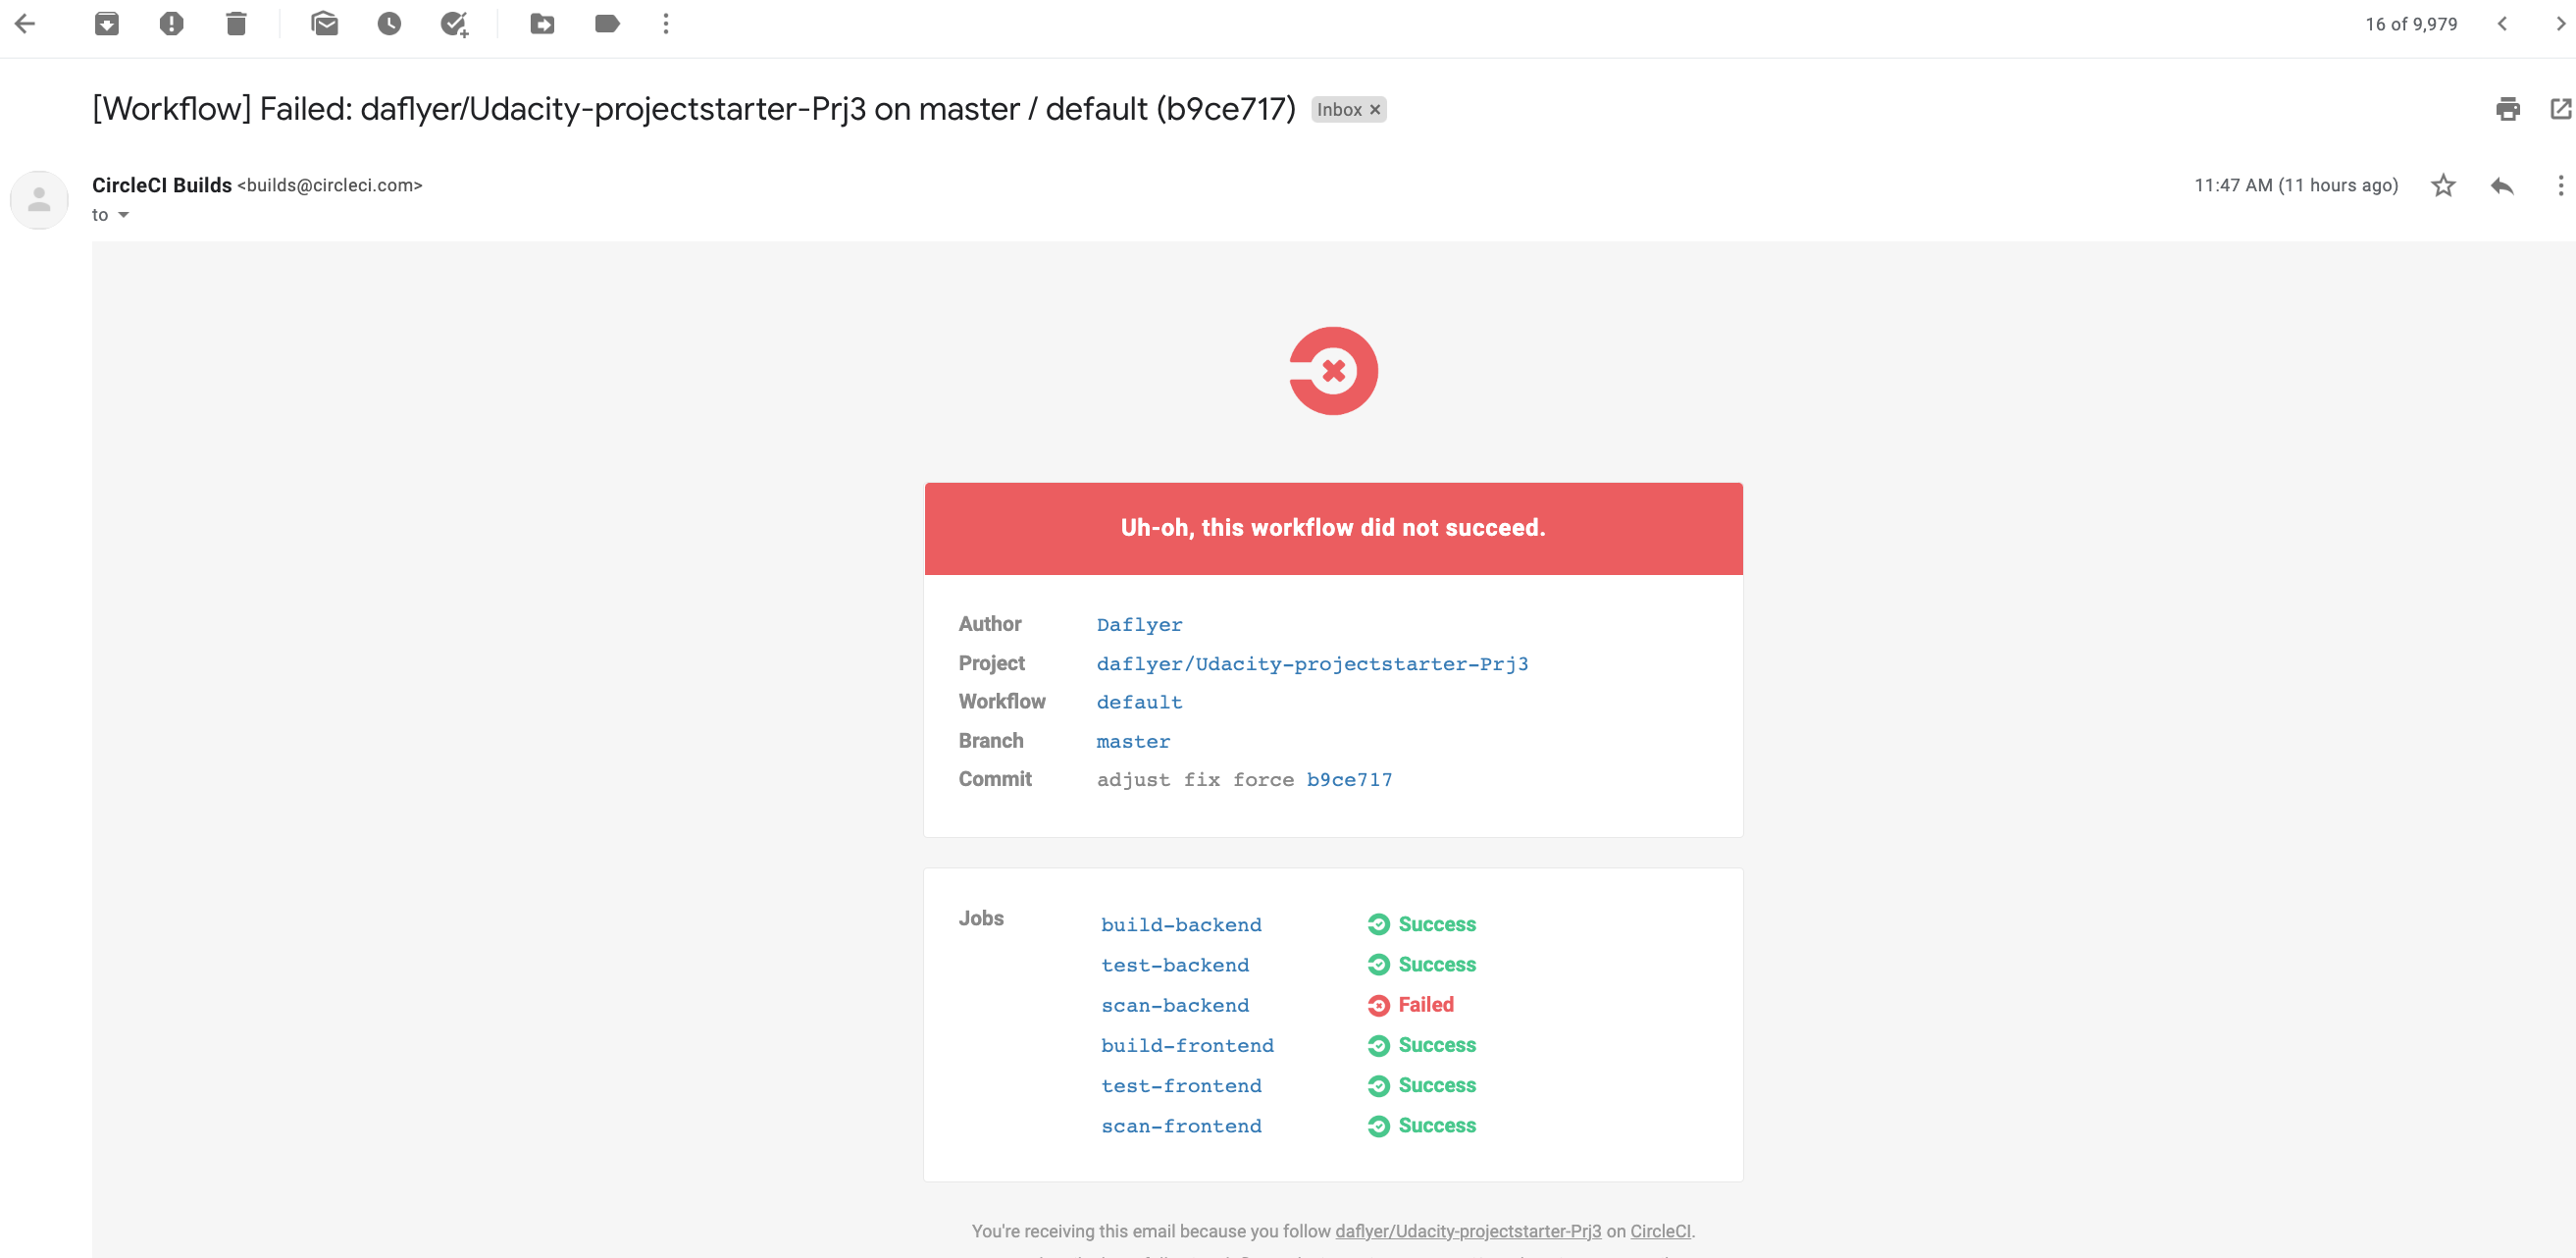 16 of 9,979
[Workflow] Failed: daflyer/Udacity-projectstarter-Prj3 on master / default (b9ce717) Inbox ×
CircleCI Builds <builds@circleci.com>
11:47 AM (11 hours ago)
to
Uh-oh, this workflow did not succeed.
Author Daflyer
Project daflyer/Udacity-projectstarter-Prj3
Workflow default
Branch master
Commit adjust fix force b9ce717
Jobs build-backend Success
test-backend Success
scan-backend Failed
build-frontend Success
test-frontend Success
scan-frontend Success
You're receiving this email because you follow daflyer/Udacity-projectstarter-Prj3 on CircleCI.